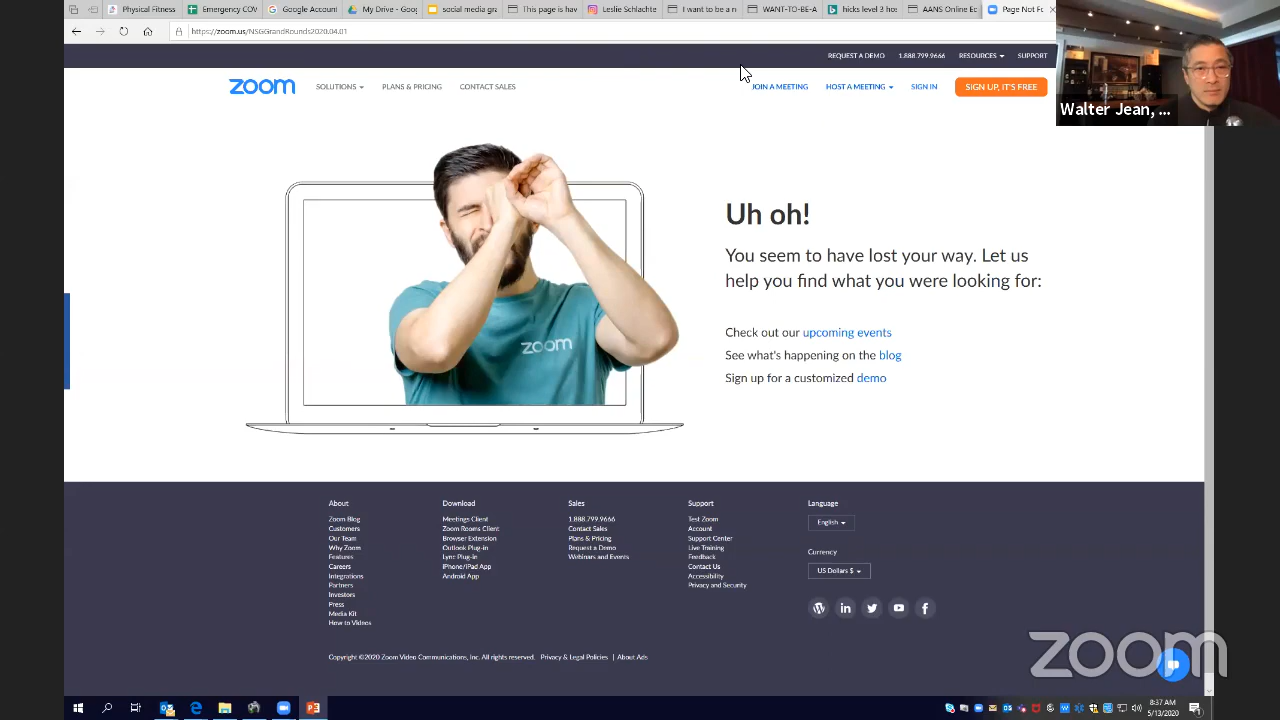 Physical Fitness
Emergency COV
Google Account
My Drive - Goog
social media gra
This page is hav
Leslie Schlachte
I want to be a n
WANT-TO-BE-A
hicks level 3 bur
AANS Online Ec
Page Not Fo
https://zoom.us/NSGGrandRounds2020.04.01
REQUEST A DEMO 1.888.799.9666 RESOURCES SUPPORT
zoom SOLUTIONS PLANS & PRICING CONTACT SALES JOIN A MEETING HOST A MEETING SIGN IN SIGN UP, IT'S FREE
Walter Jean, ...
zoom
Uh oh!
You seem to have lost your way. Let us
help you find what you were looking for:
Check out our upcoming events
See what's happening on the blog
Sign up for a customized demo
About
Zoom Blog
Customers
Our Team
Why Zoom
Features
Careers
Integrations
Partners
Investors
Press
Media Kit
How to Videos
Download
Meetings Client
Zoom Rooms Client
Browser Extension
Outlook Plug-in
Lync Plug-in
iPhone/iPad App
Android App
Sales
1.888.799.9666
Contact Sales
Plans & Pricing
Request a Demo
Webinars and Events
Support
Test Zoom
Account
Support Center
Live Training
Feedback
Contact Us
Accessibility
Privacy and Security
Language
English
Currency
US Dollars $
Copyright ©2020 Zoom Video Communications, Inc. All rights reserved. Privacy & Legal Policies | About Ads
zoom
8:37 AM
5/13/2020